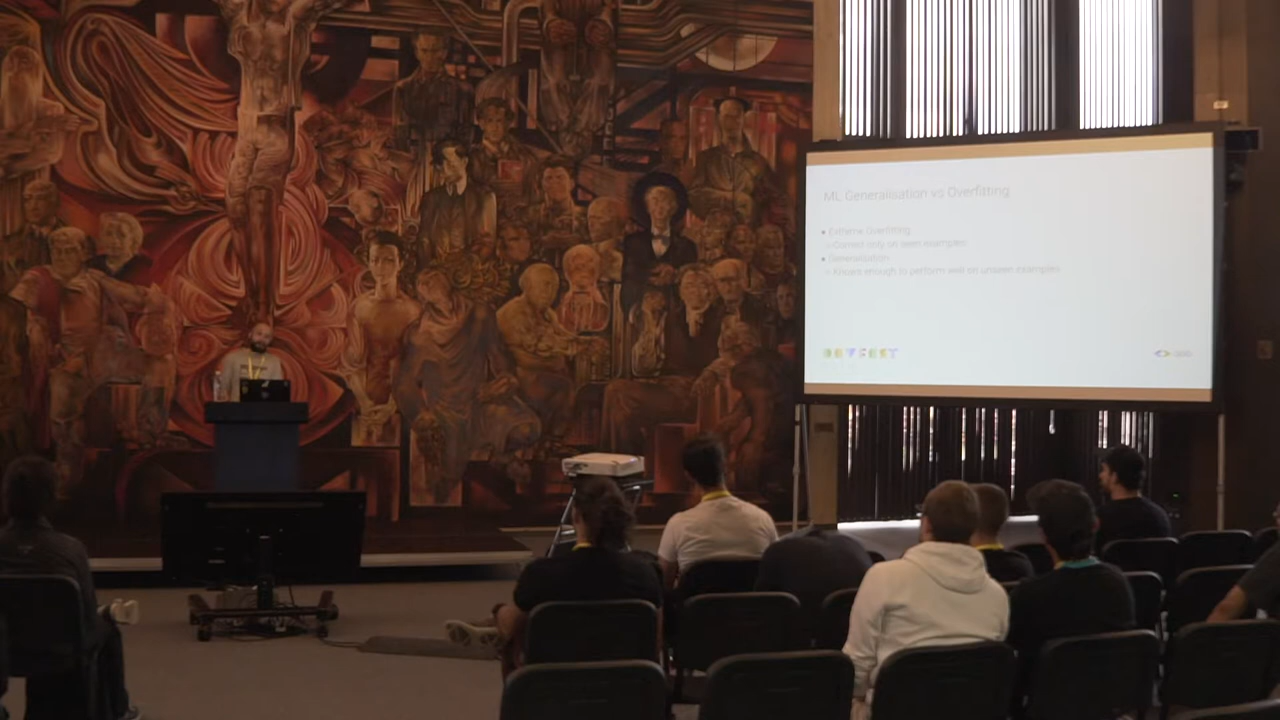 ML Generalisation vs Overfitting
• Extreme Overfitting
○ Correct only on seen examples
• Generalisation
○ Knows enough to perform well on unseen examples
DEVFEST